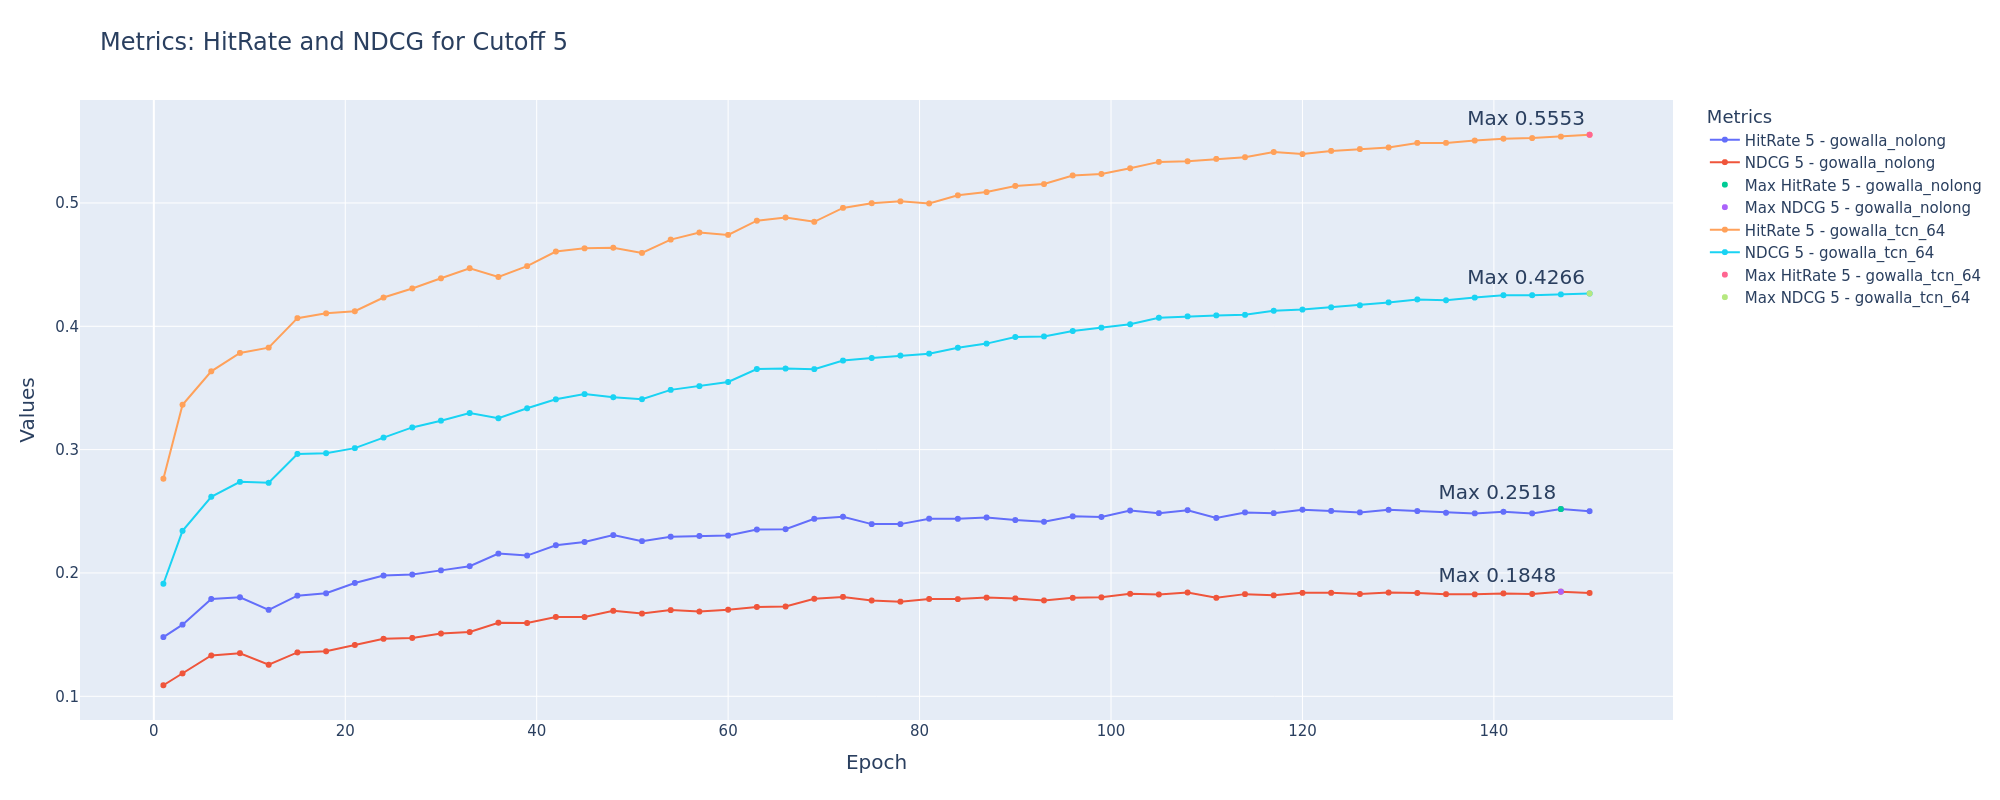 Metrics: HitRate and NDCG for Cutoff 5
Max 0.5553
Max 0.4266
Max 0.2518
Max 0.1848
0.5
0.4
0.3
0.2
0.1
Values
0 20 40 60 80 100 120 140
Epoch
Metrics
HitRate 5 - gowalla_nolong
NDCG 5 - gowalla_nolong
Max HitRate 5 - gowalla_nolong
Max NDCG 5 - gowalla_nolong
HitRate 5 - gowalla_tcn_64
NDCG 5 - gowalla_tcn_64
Max HitRate 5 - gowalla_tcn_64
Max NDCG 5 - gowalla_tcn_64